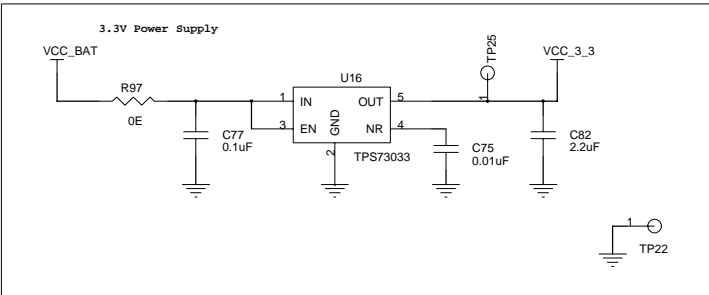 3.3V Power Supply
VCC_BAT
R97
0E
C77
0.1uF
U16
1
IN
OUT
5
3
EN
GND
NR
4
2
TPS73033
C75
0.01uF
TP25
1
VCC_3_3
C82
2.2uF
1
TP22